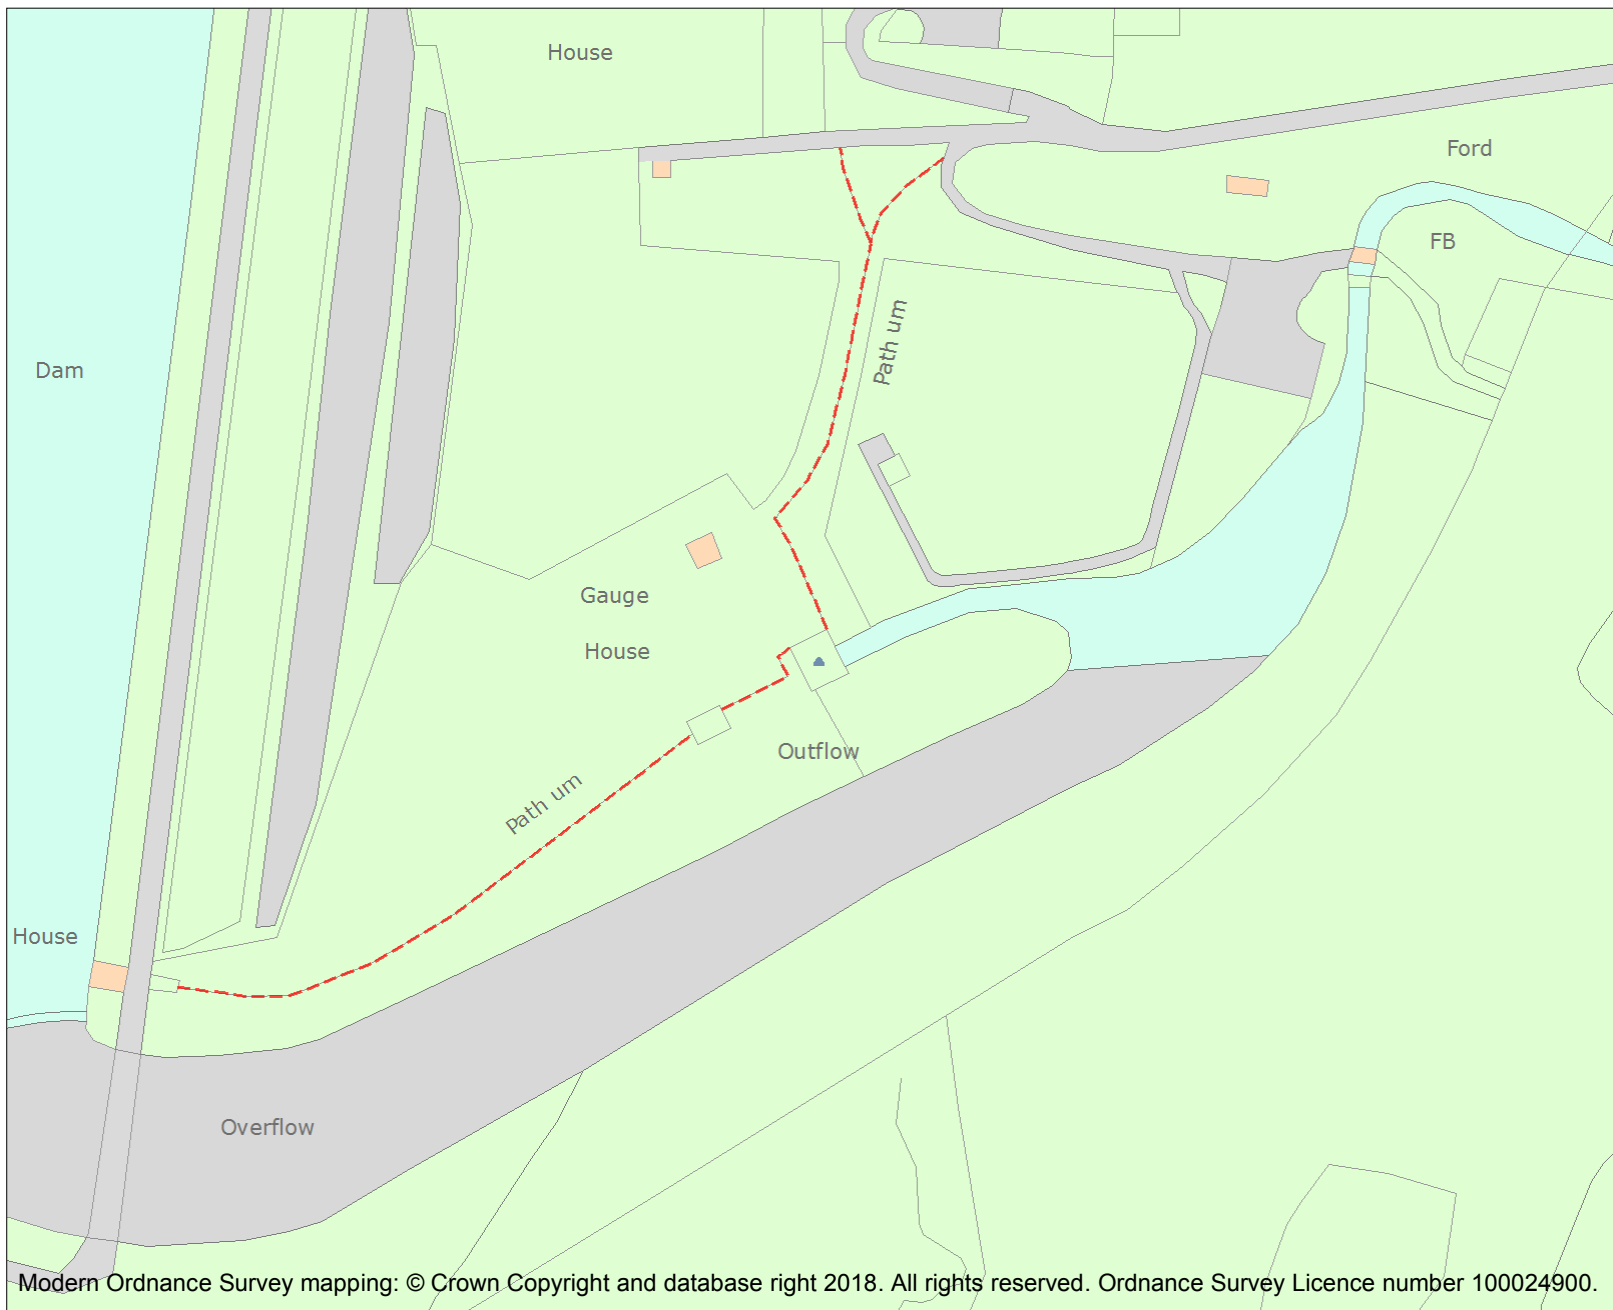 House
Ford
FB
Path um
Dam
Gauge
House
Outflow
Path um
House
Overflow
Modern Ordnance Survey mapping: © Crown Copyright and database right 2018. All rights reserved. Ordnance Survey Licence number 100024900.